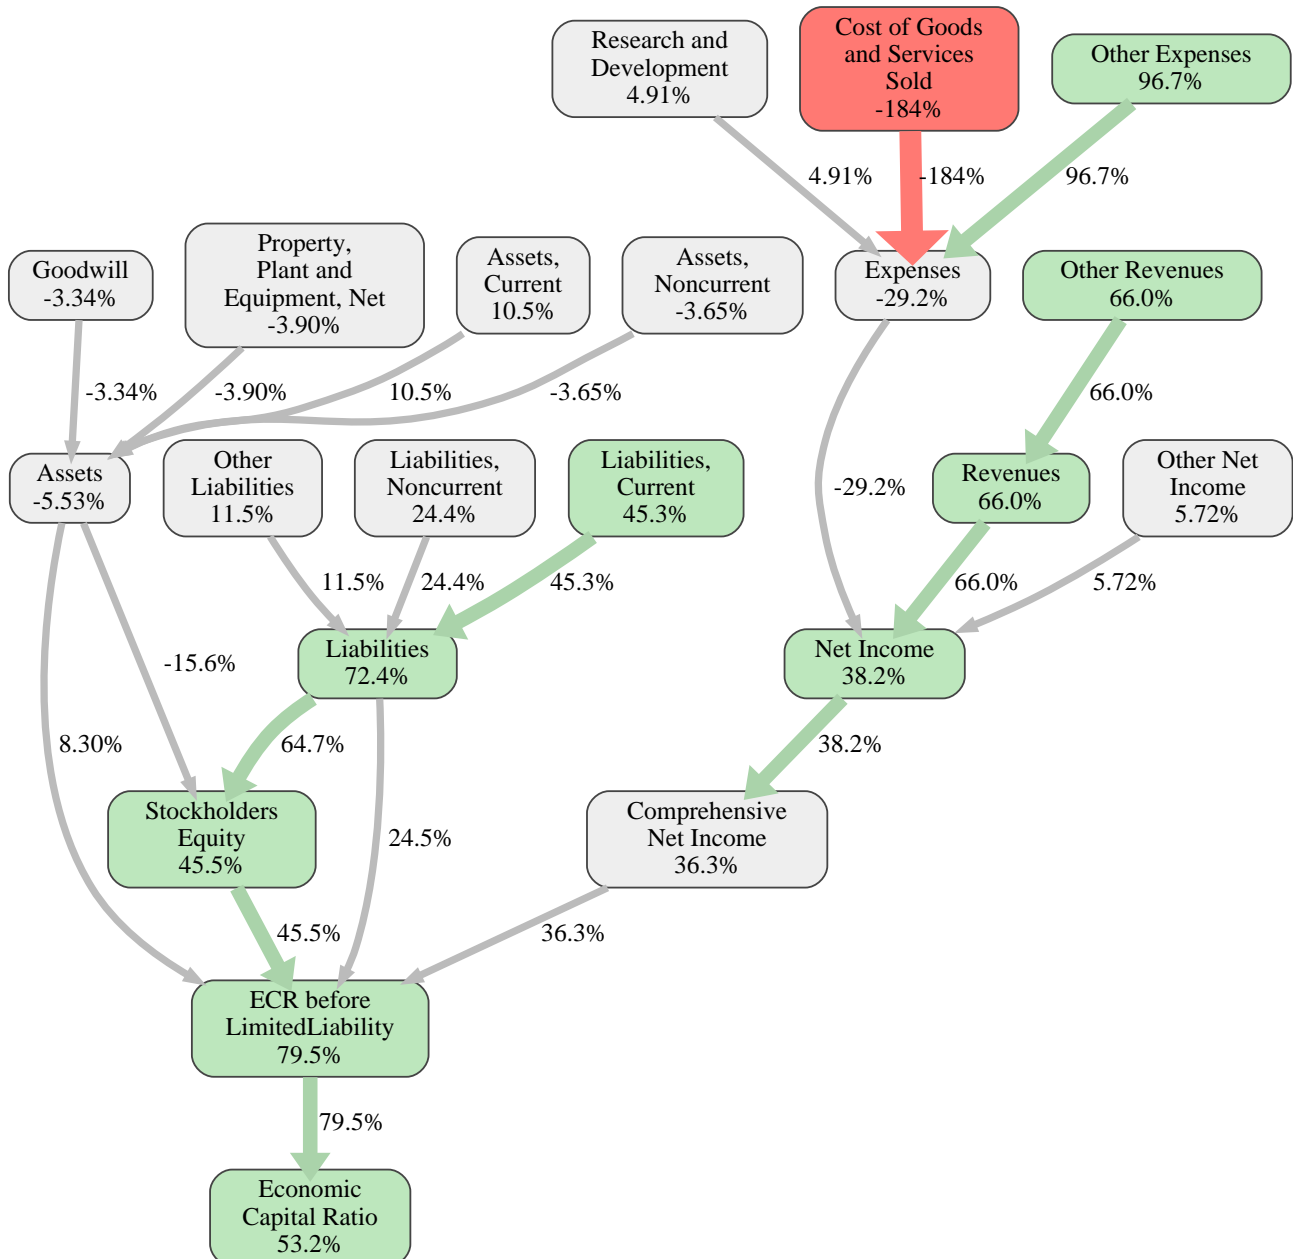 Research and
Development
4.91%
Cost of Goods
and Services
Sold
-184%
Other Expenses
96.7%
4.91%
-184%
96.7%
Goodwill
-3.34%
Property,
Plant and
Equipment, Net
-3.90%
Assets,
Current
10.5%
Assets,
Noncurrent
-3.65%
Expenses
-29.2%
Other Revenues
66.0%
-3.34%
-3.90%
10.5%
-3.65%
66.0%
Assets
-5.53%
Other
Liabilities
11.5%
Liabilities,
Noncurrent
24.4%
Liabilities,
Current
45.3%
-29.2%
Revenues
66.0%
Other Net
Income
5.72%
11.5%
24.4%
45.3%
66.0%
5.72%
-15.6%
Liabilities
72.4%
Net Income
38.2%
8.30%
64.7%
38.2%
Stockholders
Equity
45.5%
24.5%
Comprehensive
Net Income
36.3%
45.5%
36.3%
ECR before
LimitedLiability
79.5%
79.5%
Economic
Capital Ratio
53.2%